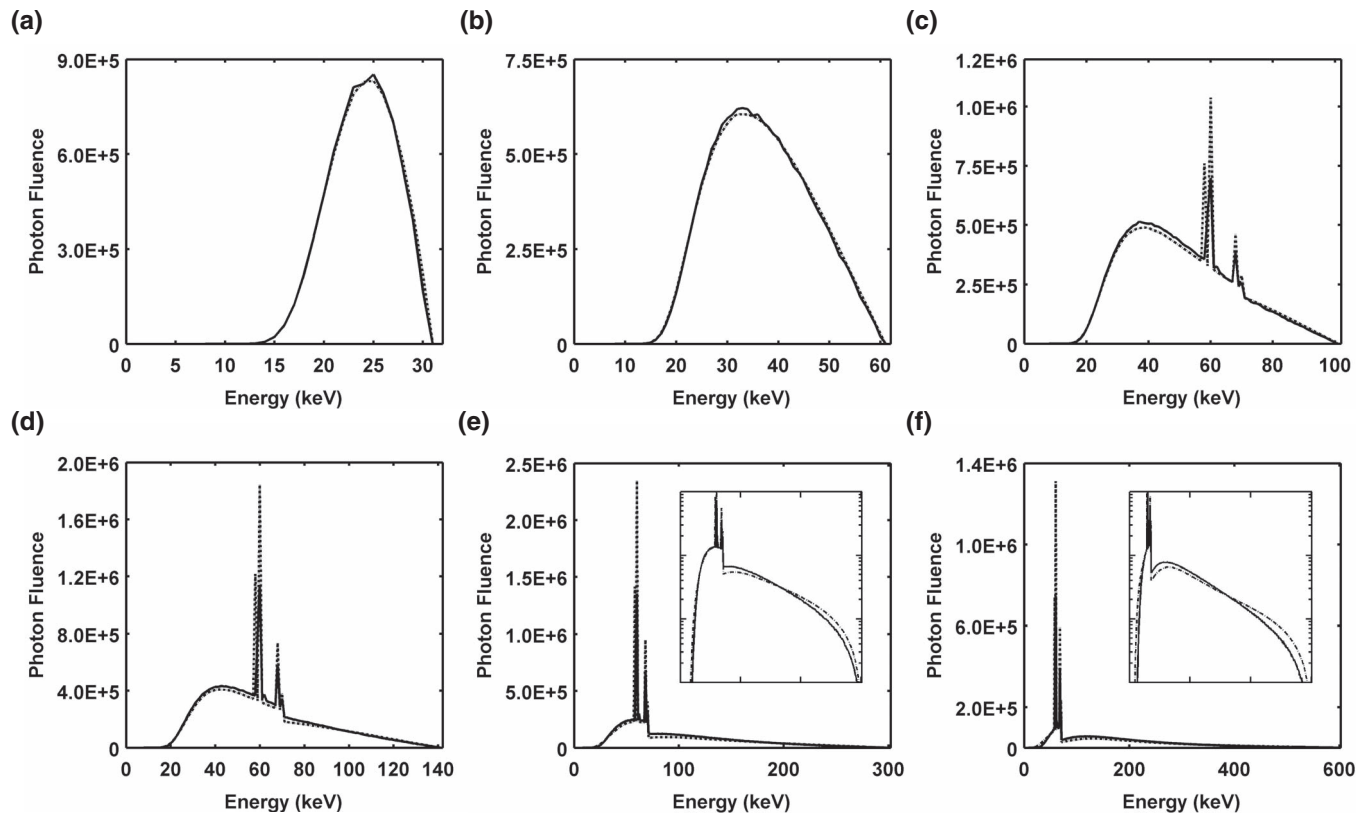 (a)
9.0E+5
6.0E+5
3.0E+5
0
Photon Fluence
0 5 10 15 20 25 30
Energy (keV)
(b)
7.5E+5
5.0E+5
2.5E+5
0
Photon Fluence
0 10 20 30 40 50 60
Energy (keV)
(c)
1.2E+6
1.0E+6
7.5E+5
5.0E+5
2.5E+5
0
Photon Fluence
0 20 40 60 80 100
Energy (keV)
(d)
2.0E+6
1.6E+6
1.2E+6
8.0E+5
4.0E+5
0
Photon Fluence
0 20 40 60 80 100 120 140
Energy (keV)
(e)
2.5E+6
2.0E+6
1.5E+6
1.0E+6
5.0E+5
0
Photon Fluence
0 100 200 300
Energy (keV)
(f)
1.4E+6
1.0E+6
6.0E+5
2.0E+5
0
Photon Fluence
0 200 400 600
Energy (keV)